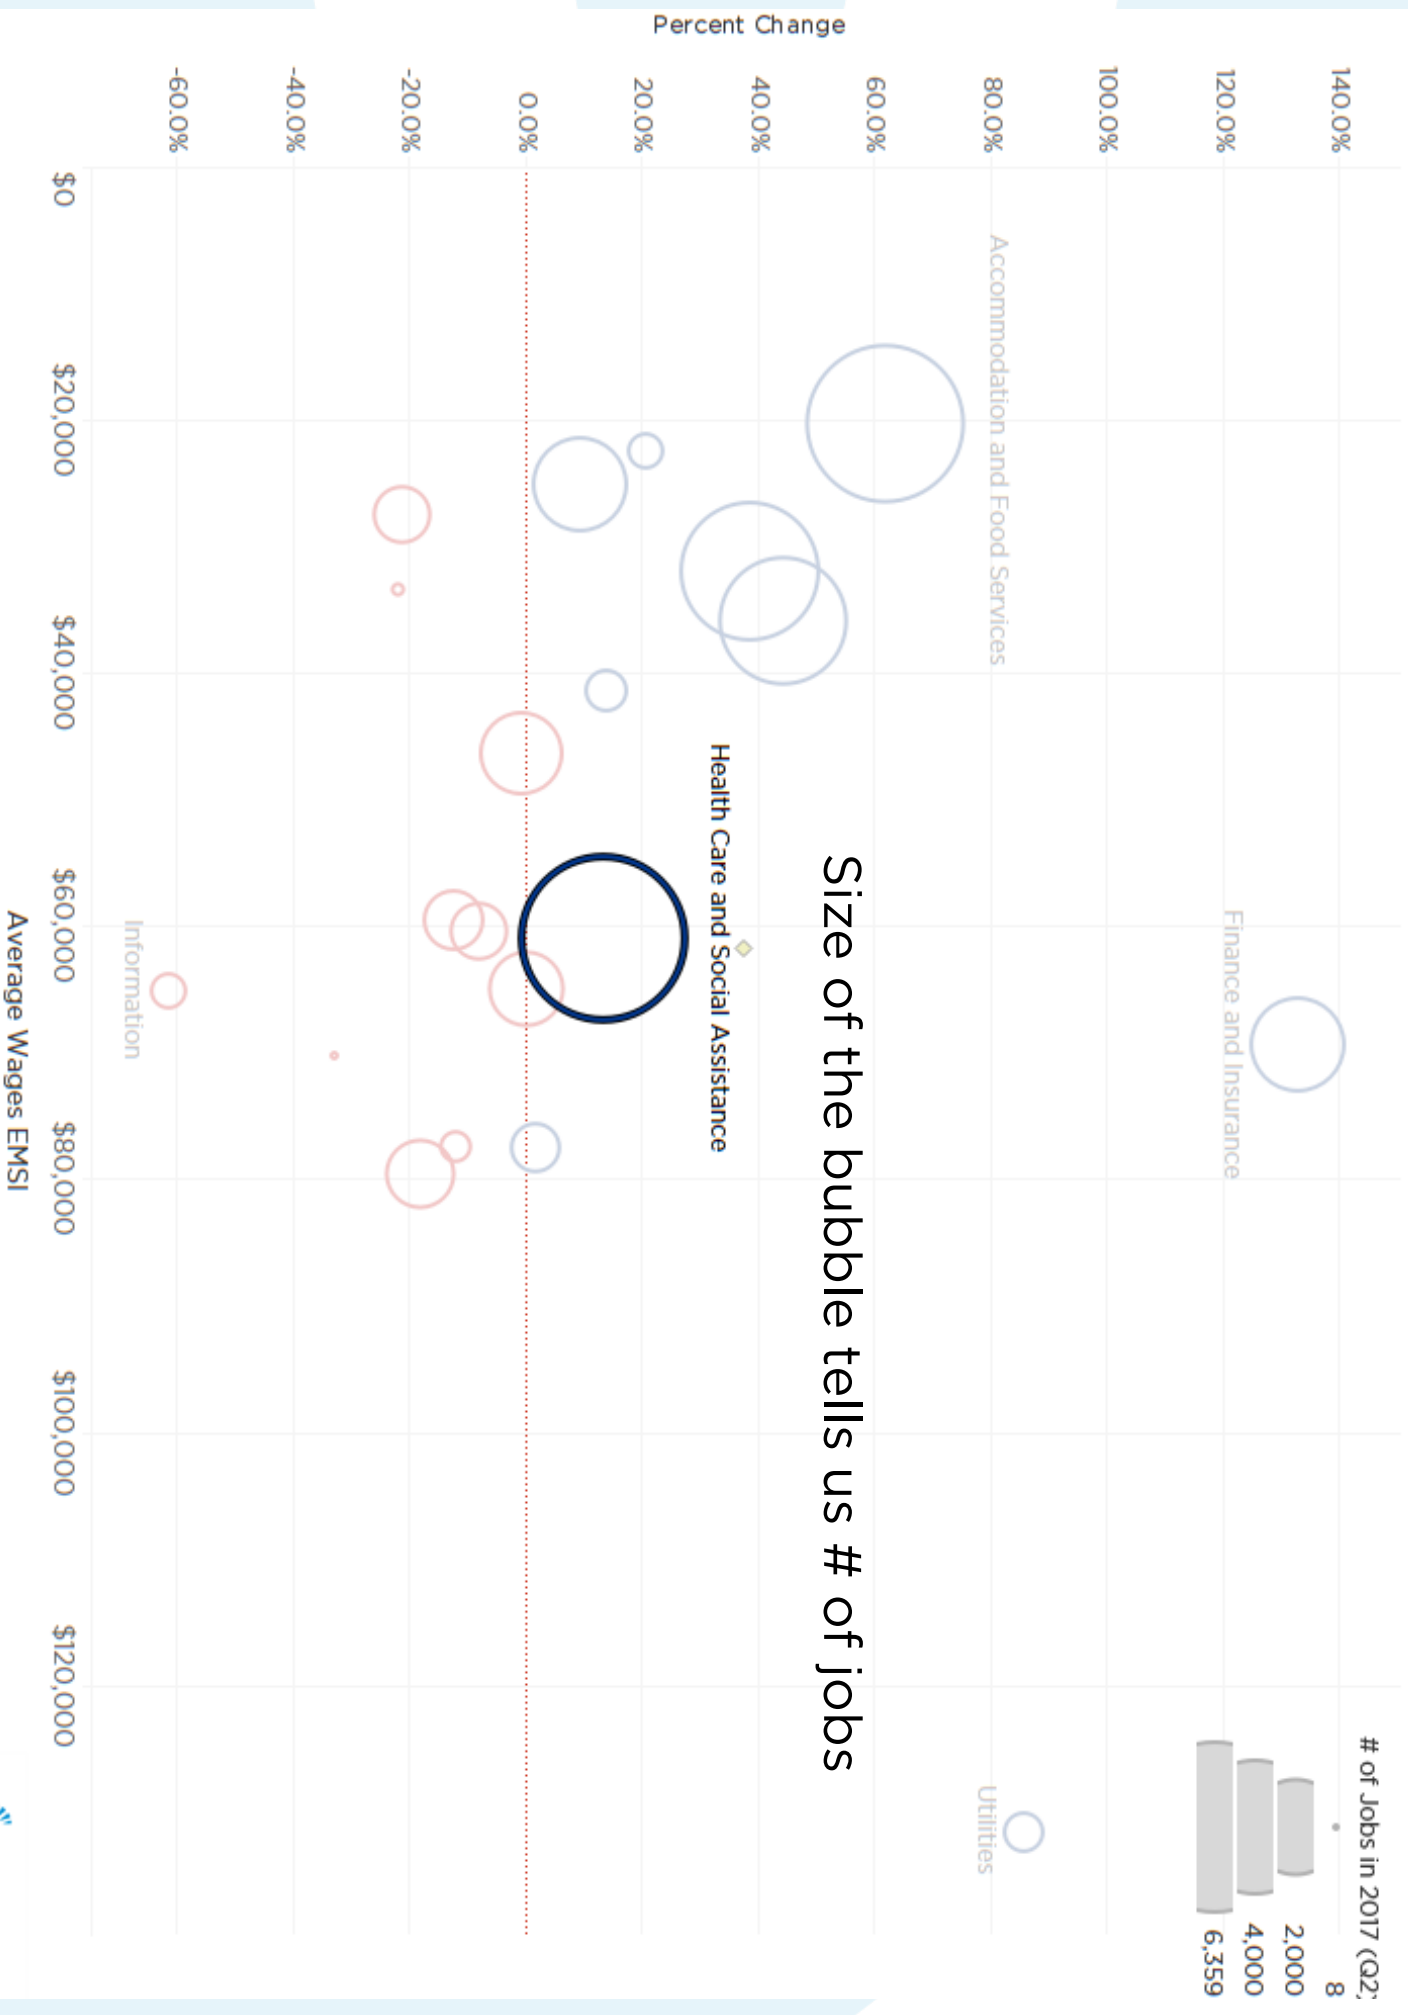 # of Jobs in 2017 (Q2)
8
2,000
4,000
6,359
Percent Change
140.0%
120.0%
100.0%
80.0%
60.0%
40.0%
20.0%
0.0%
-20.0%
-40.0%
-60.0%
Finance and Insurance
Accommodation and Food Services
Utilities
Size of the bubble tells us # of jobs
Health Care and Social Assistance
Information
$0
$20,000
$40,000
$60,000
$80,000
$100,000
$120,000
Average Wages EMSI